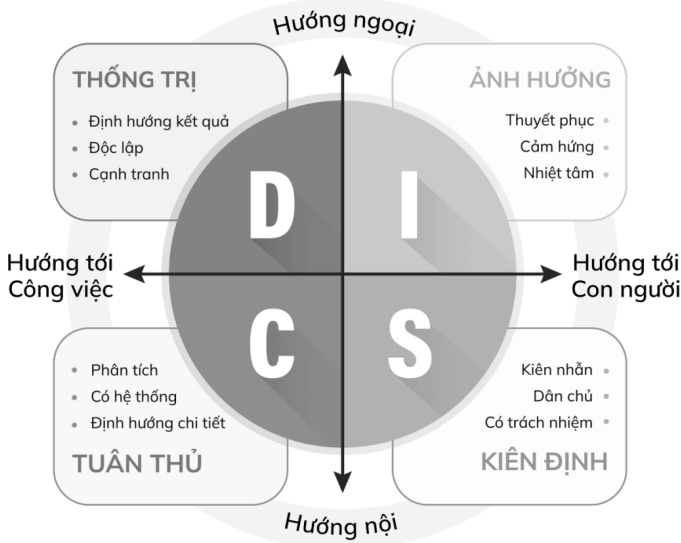 Hướng ngoại
THỐNG TRỊ
Định hướng kết quả
Độc lập
Cạnh tranh
ẢNH HƯỞNG
Thuyết phục
Cảm hứng
Nhiệt tâm
D
I
Hướng tới
Công việc
Hướng tới
Con người
C
S
Phân tích
Có hệ thống
Định hướng chi tiết
TUÂN THỦ
Kiên nhẫn
Dân chủ
Có trách nhiệm
KIÊN ĐỊNH
Hướng nội